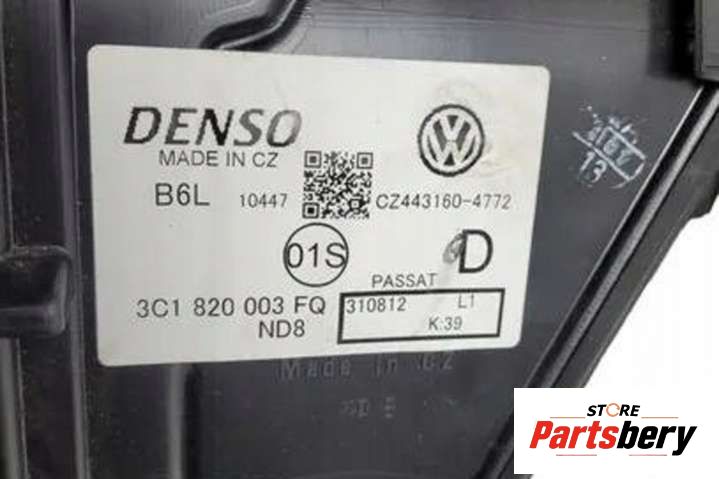 DENSO
MADE IN CZ
B6L 10447 CZ443160-4772
01S
D
PASSAT
3C1 820 003 FQ
ND8
310812 L1
K:39
Made in CZ
13
STORE
Partsbery